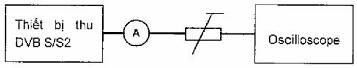 Thiết bị thu
DVB S/S2
A
Oscilloscope